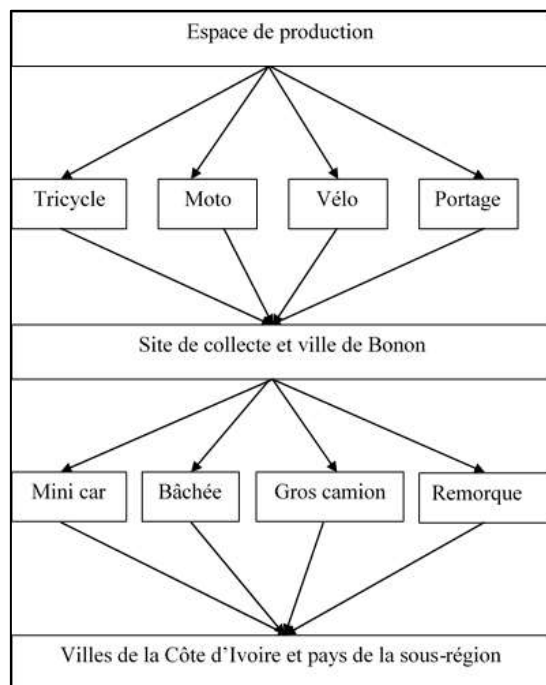 Espace de production
Tricycle
Moto
Vélo
Portage
Site de collecte et ville de Bonon
Mini car
Bâchée
Gros camion
Remorque
Villes de la Côte d'Ivoire et pays de la sous-région